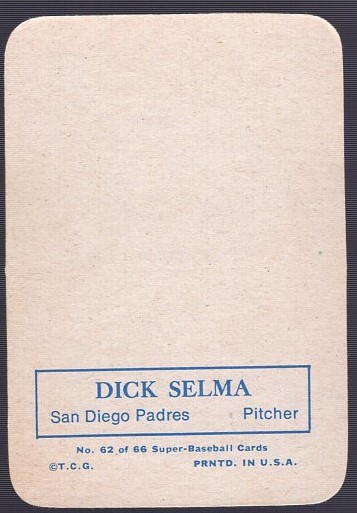 DICK SELMA
San Diego Padres Pitcher
No. 62 of 66 Super-Baseball Cards
©T.C.G. PRNTD. IN U.S.A.